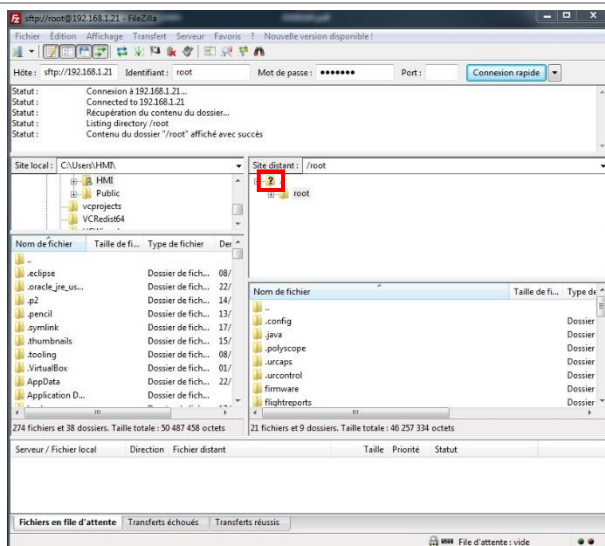 sftp://root@192.168.1.21 - FileZilla
Fichier Édition Affichage Transfert Serveur Favoris ? Nouvelle version disponible !
Hôte : sftp://192.168.1.21 Identifiant : root Mot de passe : ●●●●●●● Port : Connexion rapide
Statut : Connexion à 192.168.1.21...
Statut : Connected to 192.168.1.21
Statut : Récupération du contenu du dossier...
Statut : Listing directory /root
Statut : Contenu du dossier "/root" affiché avec succès
Site local : C:\Users\HMI\
HMI
Public
vcprojects
VCRedist64
Nom de fichier Taille de fi... Type de fichier Der
..
.eclipse Dossier de fich... 08/
.oracle_jre_us... Dossier de fich... 22/
.p2 Dossier de fich... 14/
.pencil Dossier de fich... 13/
.symlink Dossier de fich... 17/
.thumbnails Dossier de fich... 15/
.tooling Dossier de fich... 08/
.VirtualBox Dossier de fich... 01/
AppData Dossier de fich... 22/
Application D... Dossier de fich...
274 fichiers et 38 dossiers. Taille totale : 50 487 458 octets
Site distant : /root
? /
root
Nom de fichier Taille de fi... Type de
..
.config Dossier
.java Dossier
.polyscope Dossier
.urcaps Dossier
.urcontrol Dossier
firmware Dossier
flightreports Dossier
21 fichiers et 9 dossiers. Taille totale : 46 257 334 octets
Serveur / Fichier local Direction Fichier distant Taille Priorité Statut
Fichiers en file d'attente Transferts échoués Transferts réussis
File d'attente : vide